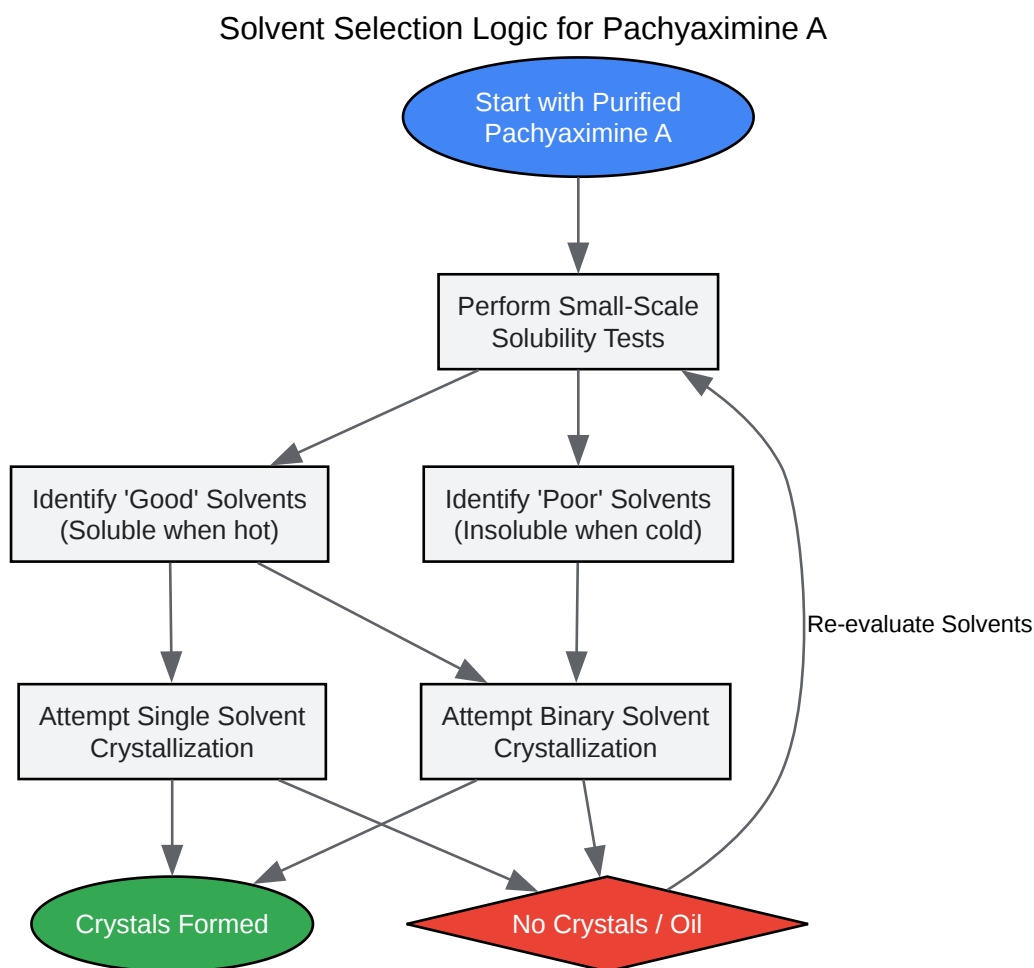 Solvent Selection Logic for Pachyaximine A
Start with Purified
Pachyaximine A
Perform Small-Scale
Solubility Tests
Identify 'Good' Solvents
(Soluble when hot)
Identify 'Poor' Solvents
(Insoluble when cold)
Re-evaluate Solvents
Attempt Single Solvent
Crystallization
Attempt Binary Solvent
Crystallization
Crystals Formed
No Crystals / Oil